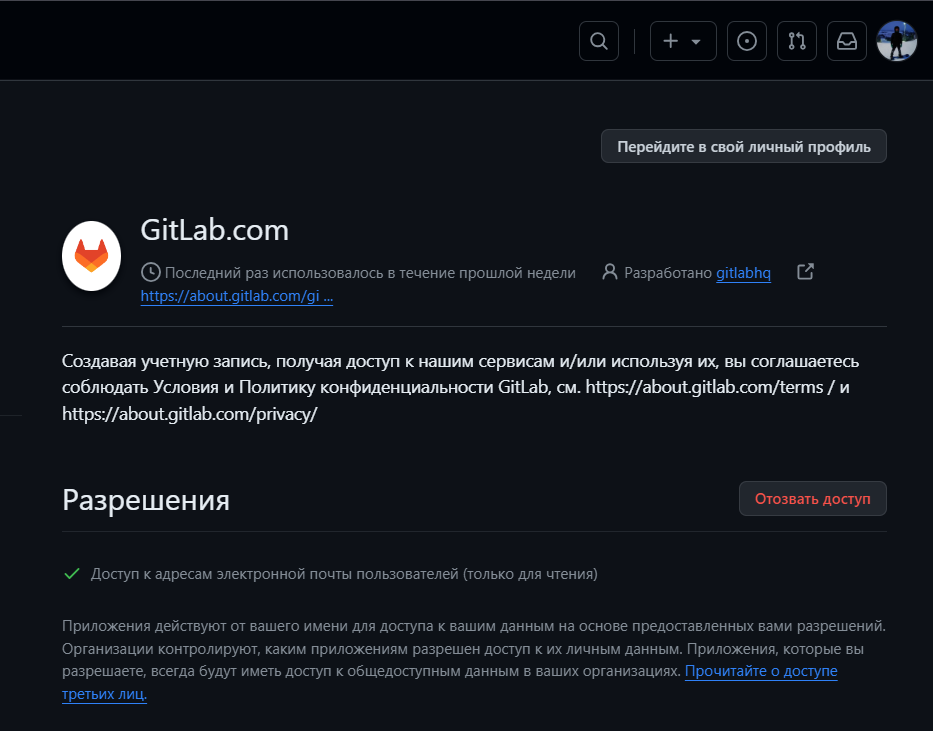 Перейдите в свой личный профиль
GitLab.com
Последний раз использовалось в течение прошлой недели
Разработано gitlabhq
https://about.gitlab.com/gi ...
Создавая учетную запись, получая доступ к нашим сервисам и/или используя их, вы соглашаетесь
соблюдать Условия и Политику конфиденциальности GitLab, см. https://about.gitlab.com/terms / и
https://about.gitlab.com/privacy/
Разрешения
Отозвать доступ
Доступ к адресам электронной почты пользователей (только для чтения)
Приложения действуют от вашего имени для доступа к вашим данным на основе предоставленных вами разрешений.
Организации контролируют, каким приложениям разрешен доступ к их личным данным. Приложения, которые вы
разрешаете, всегда будут иметь доступ к общедоступным данным в ваших организациях. Прочитайте о доступе
третьих лиц.